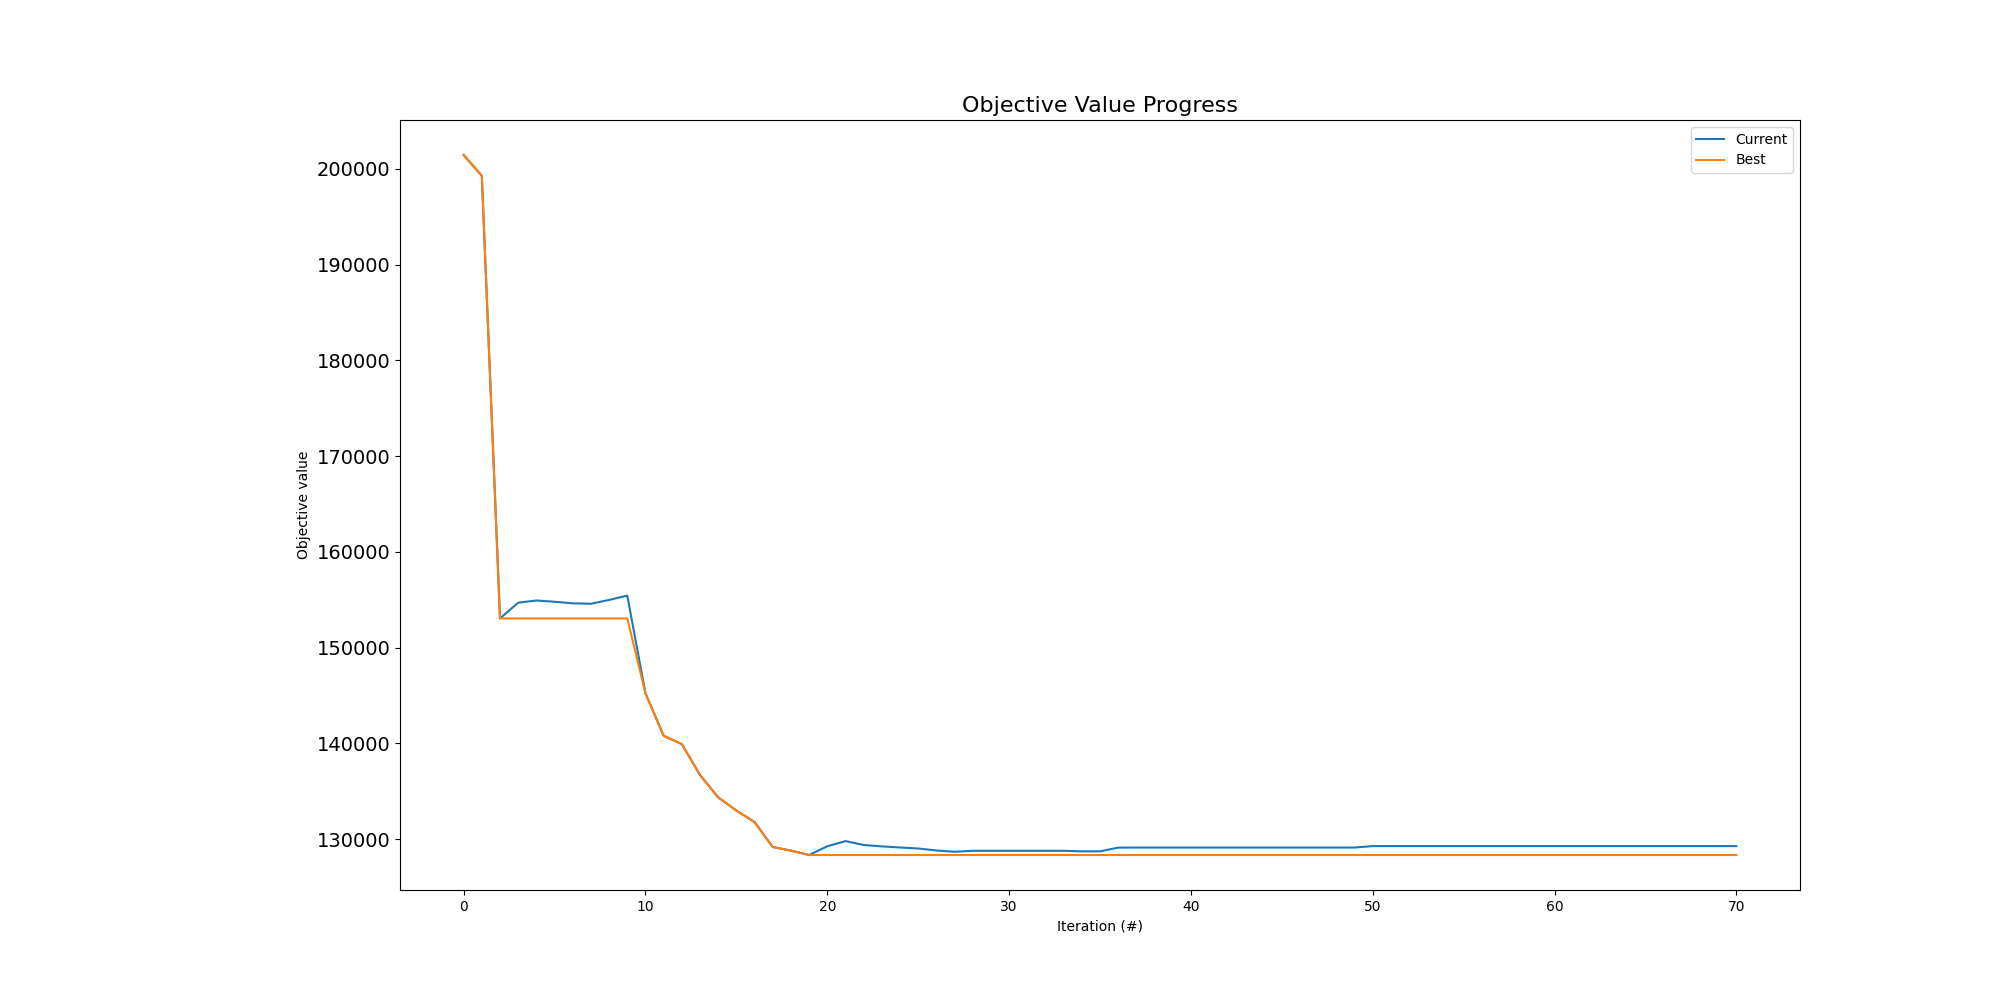 Objective Value Progress
Current
Best
200000
190000
180000
170000
160000
150000
140000
130000
Objective value
0 10 20 30 40 50 60 70
Iteration (#)